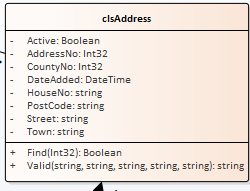 clsAddress
- Active: Boolean
- AddressNo: Int32
- CountyNo: Int32
- DateAdded: DateTime
- HouseNo: string
- PostCode: string
- Street: string
- Town: string
+ Find(Int32): Boolean
+ Valid(string, string, string, string, string): string